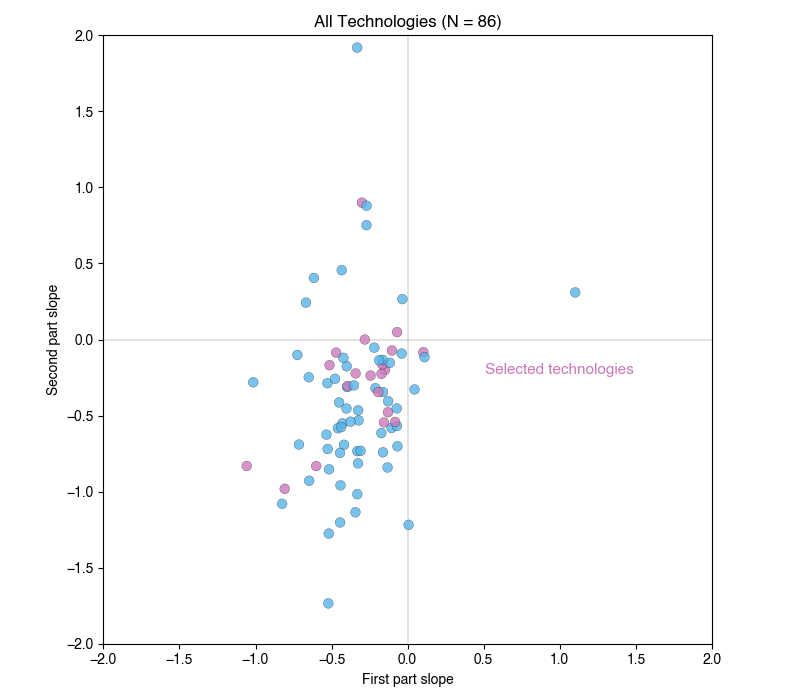 All Technologies (N = 86)
2.0
1.5
1.0
0.5
0.0
−0.5
−1.0
−1.5
−2.0
Second part slope
Selected technologies
−2.0 −1.5 −1.0 −0.5 0.0 0.5 1.0 1.5 2.0
First part slope